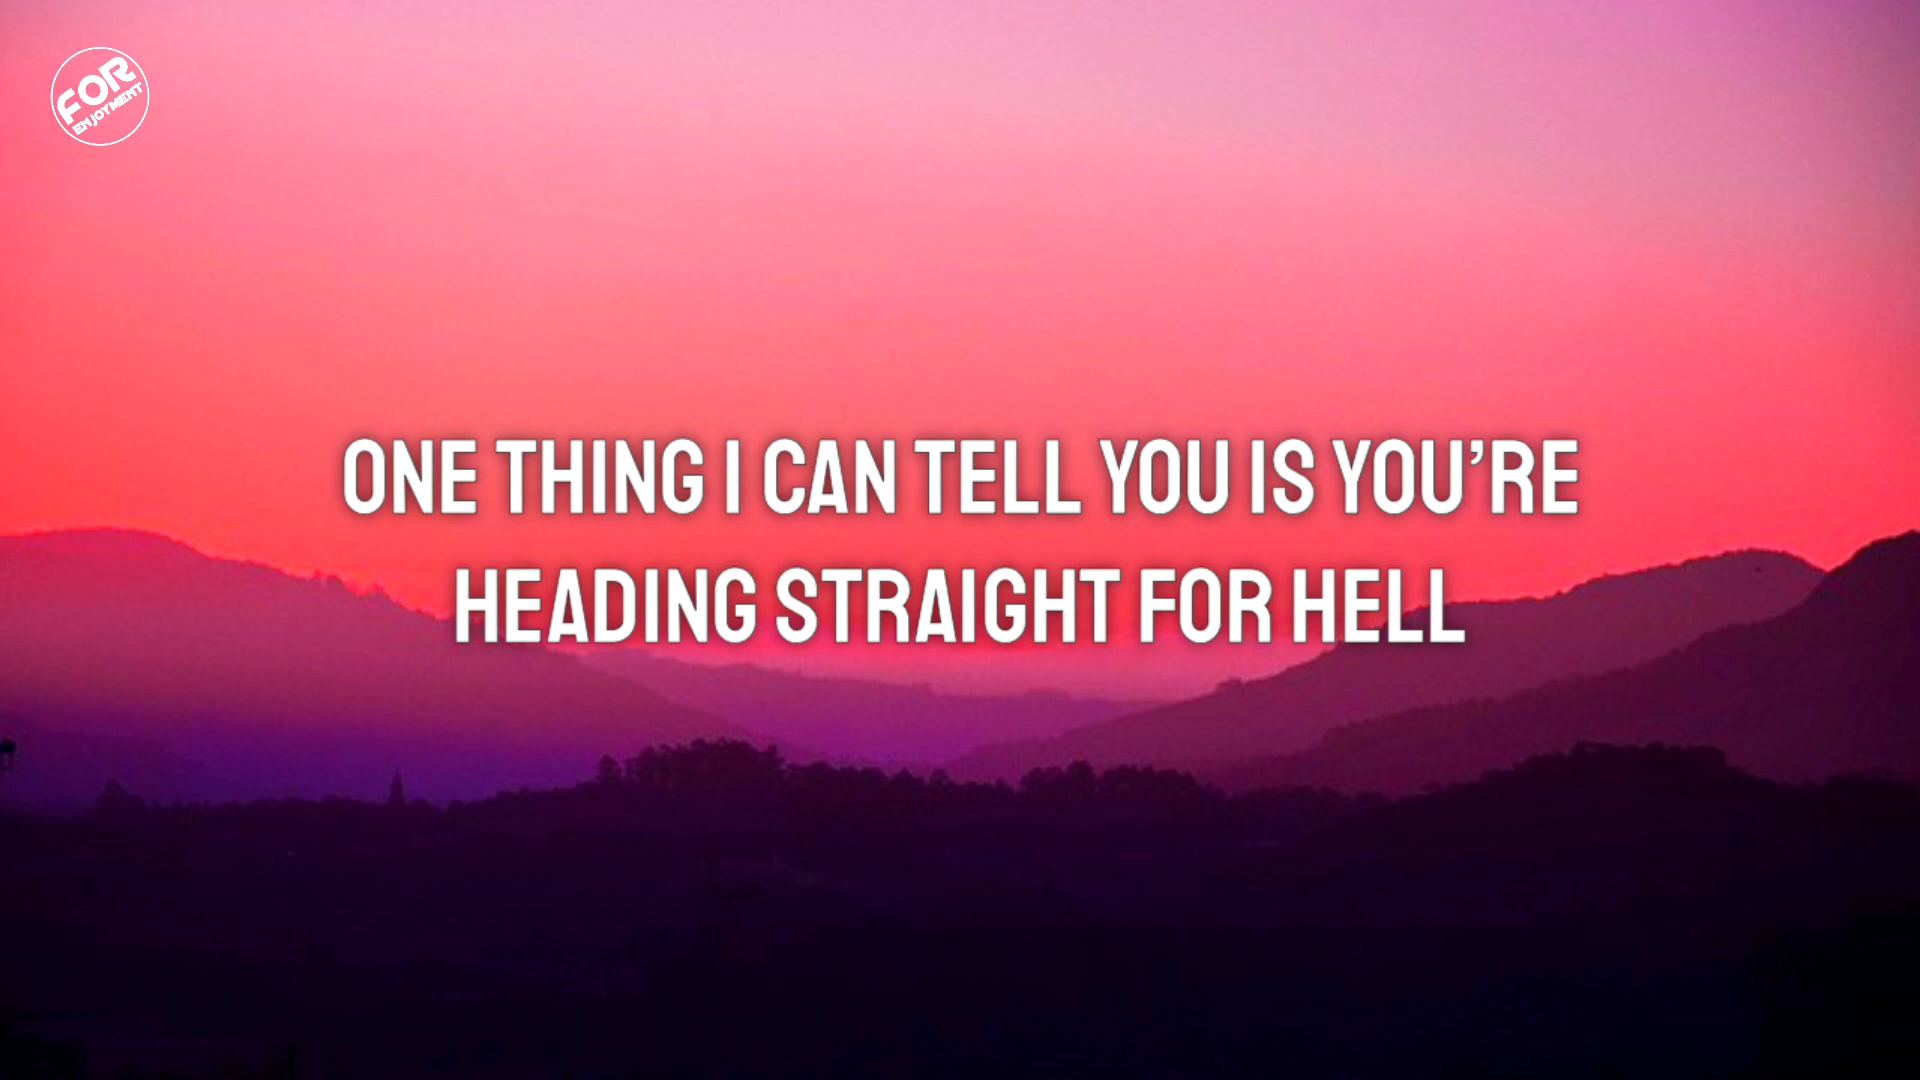 FOR
ENJOYMENT
ONE THING I CAN TELL YOU IS YOU’RE
HEADING STRAIGHT FOR HELL